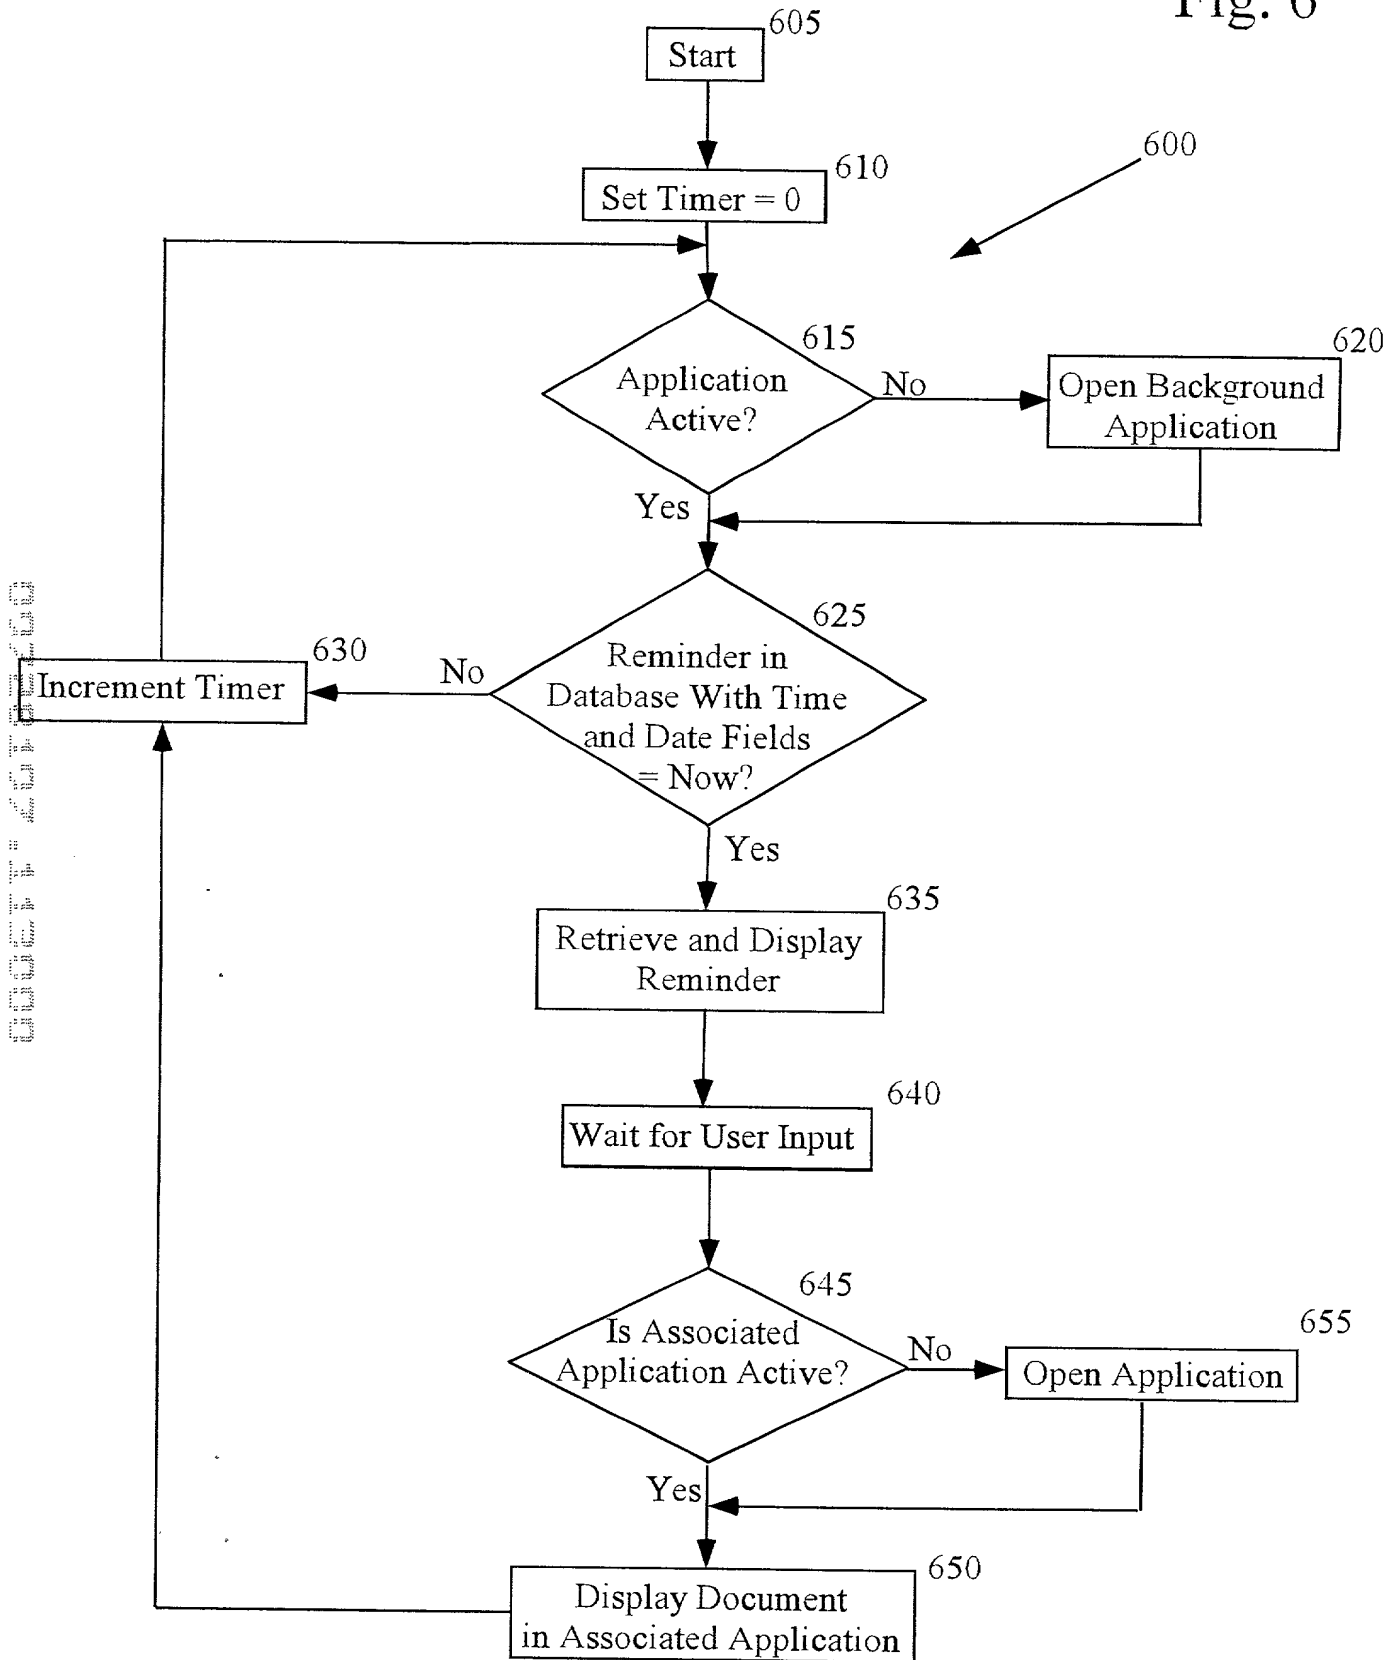 Fig. 6
605
Start
600
610
Set Timer = 0
615
Application
Active?
No
620
Open Background
Application
Yes
625
Reminder in
Database With Time
and Date Fields
= Now?
No
630
Increment Timer
Yes
635
Retrieve and Display
Reminder
640
Wait for User Input
645
Is Associated
Application Active?
No
655
Open Application
Yes
650
Display Document
in Associated Application